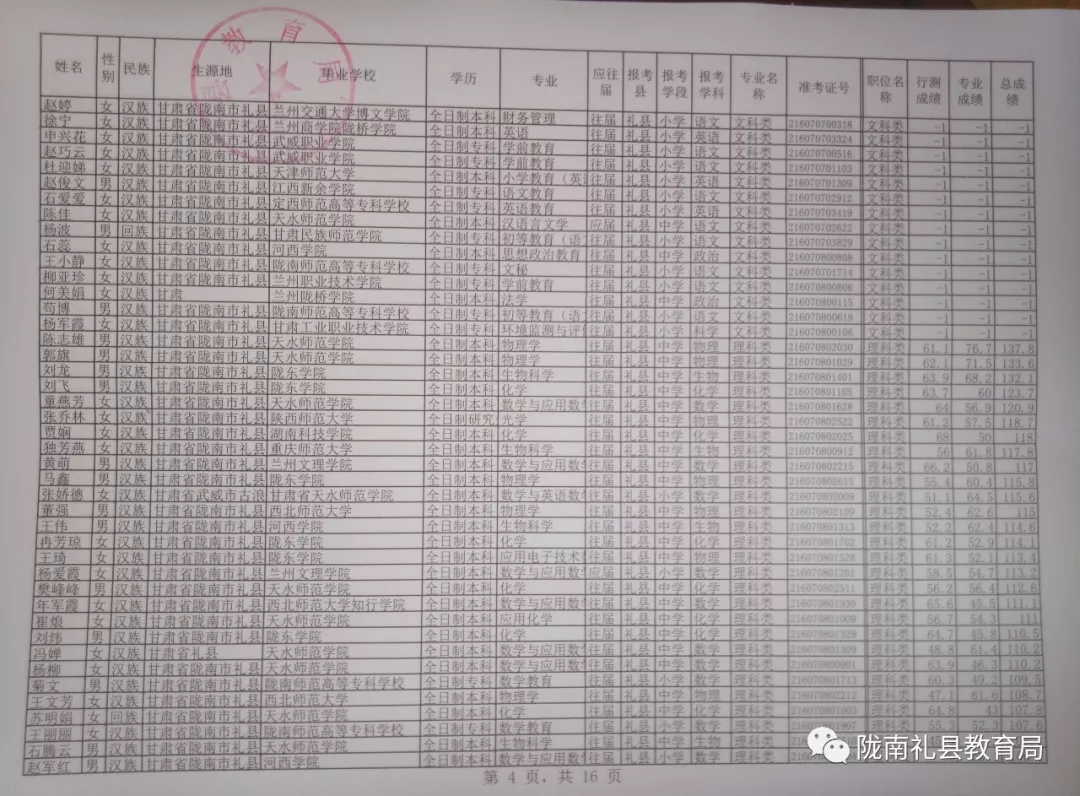 教育局
姓名 性别 民族 生源地 毕业学校 学历 专业 应往届 报考县 报考学段 报考学科 专业名称 准考证号 职位名称 行测成绩 专业成绩 总成绩
赵婷 女 汉族 甘肃省陇南市礼县 兰州交通大学博文学院 全日制本科 财务管理 往届 礼县 小学 语文 文科类 216070700318 文科类 -1 -1 -1
徐宁 女 汉族 甘肃省陇南市礼县 兰州商学院陇桥学院 全日制本科 英语 往届 礼县 小学 英语 文科类 216070703324 文科类 -1 -1 -1
申兴花 女 汉族 甘肃省陇南市礼县 武威职业学院 全日制专科 学前教育 往届 礼县 小学 语文 文科类 216070700516 文科类 -1 -1 -1
赵巧云 女 汉族 甘肃省陇南市礼县 武威职业学院 全日制专科 学前教育 往届 礼县 小学 语文 文科类 216070701103 文科类 -1 -1 -1
杜迎娣 女 汉族 甘肃省陇南市礼县 天津师范大学 全日制本科 小学教育（英语 往届 礼县 小学 英语 文科类 216070701309 文科类 -1 -1 -1
赵俊文 男 汉族 甘肃省陇南市礼县 江西新余学院 全日制专科 语文教育 往届 礼县 小学 语文 文科类 216070702912 文科类 -1 -1 -1
石爱爱 女 汉族 甘肃省陇南市礼县 定西师范高等专科学校 全日制专科 英语教育 往届 礼县 小学 英语 文科类 216070703419 文科类 -1 -1 -1
陈佳 女 汉族 甘肃省陇南市礼县 天水师范学院 全日制本科 汉语言文学 应届 礼县 中学 语文 文科类 216070702622 文科类 -1 -1 -1
杨波 男 回族 甘肃省陇南市礼县 甘肃民族师范学院 全日制专科 初等教育（语文 往届 礼县 小学 语文 文科类 216070703829 文科类 -1 -1 -1
石蕊 女 汉族 甘肃省陇南市礼县 河西学院 全日制本科 思想政治教育 往届 礼县 中学 政治 文科类 216070800808 文科类 -1 -1 -1
王小静 女 汉族 甘肃省陇南市礼县 陇南师范高等专科学校 全日制专科 文秘 往届 礼县 小学 语文 文科类 216070701714 文科类 -1 -1 -1
柳亚珍 女 汉族 甘肃省陇南市礼县 兰州职业技术学院 全日制专科 学前教育 往届 礼县 小学 语文 文科类 216070800806 文科类 -1 -1 -1
何美娟 女 汉族 甘肃 兰州陇桥学院 全日制本科 法学 往届 礼县 中学 政治 文科类 216070800115 文科类 -1 -1 -1
苟博 男 汉族 甘肃省陇南市礼县 陇南师范高等专科学校 全日制专科 初等教育（语 往届 礼县 小学 语文 文科类 216070800618 文科类 -1 -1 -1
杨军霞 女 汉族 甘肃省陇南市礼县 甘肃工业职业技术学院 全日制专科 环境监测与评价 往届 礼县 小学 科学 文科类 216070800106 文科类 -1 -1 -1
陈志雄 男 汉族 甘肃省陇南市礼县 天水师范学院 全日制本科 物理学 往届 礼县 中学 物理 理科类 216070802030 理科类 61.1 76.7 137.8
郭旗 男 汉族 甘肃省陇南市礼县 天水师范学院 全日制本科 物理学 往届 礼县 中学 物理 理科类 216070801029 理科类 62.1 71.5 133.6
刘龙 男 汉族 甘肃省陇南市礼县 陇东学院 全日制本科 生物科学 往届 礼县 中学 生物 理科类 216070801401 理科类 63.9 68.2 132.1
刘飞 男 汉族 甘肃省陇南市礼县 陇东学院 全日制本科 化学 往届 礼县 中学 化学 理科类 216070801105 理科类 63.7 60 123.7
童燕芳 女 汉族 甘肃省陇南市礼县 天水师范学院 全日制本科 数学与应用数学 往届 礼县 中学 数学 理科类 216070801628 理科类 64 56.9 120.9
张乔林 女 汉族 甘肃省陇南市礼县 陕西师范大学 全日制研究 光学 往届 礼县 中学 物理 理科类 216070802522 理科类 61.2 57.5 118.7
贾娴 女 汉族 甘肃省陇南市礼县 湖南科技学院 全日制本科 化学 往届 礼县 中学 化学 理科类 216070802025 理科类 68 50 118
独芳燕 女 汉族 甘肃省陇南市礼县 重庆师范大学 全日制本科 生物科学 往届 礼县 中学 生物 理科类 216070800912 理科类 56 61.8 117.8
黄萌 男 汉族 甘肃省陇南市礼县 兰州文理学院 全日制本科 数学与应用数学 往届 礼县 中学 数学 理科类 216070802215 理科类 66.2 50.8 117
马鑫 男 汉族 甘肃省陇南市礼县 陇东学院 全日制本科 物理学 往届 礼县 中学 物理 理科类 216070802615 理科类 55.4 60.4 115.8
张娇德 女 汉族 甘肃省武威市古浪 甘肃省天水师范学院 全日制本科 数学与英语数学 往届 礼县 小学 数学 理科类 216070802009 理科类 51.1 64.5 115.6
董强 男 汉族 甘肃省陇南市礼县 西北师范大学 全日制本科 物理学 往届 礼县 中学 物理 理科类 216070802109 理科类 52.4 62.6 115
王伟 男 汉族 甘肃省陇南市礼县 河西学院 全日制本科 生物科学 往届 礼县 中学 生物 理科类 216070801313 理科类 52.2 62.4 114.6
冉芳琼 女 汉族 甘肃省陇南市礼县 陇东学院 全日制本科 化学 往届 礼县 中学 化学 理科类 216070801702 理科类 61.2 52.9 114.1
王琦 女 汉族 甘肃省陇南市礼县 陇东学院 全日制本科 应用电子技术 往届 礼县 中学 物理 理科类 216070801528 理科类 61.3 52.1 113.4
杨爱霞 女 汉族 甘肃省陇南市礼县 兰州文理学院 全日制本科 数学与应用数学 应届 礼县 小学 数学 理科类 216070801201 理科类 58.5 54.7 113.2
樊峰峰 男 汉族 甘肃省陇南市礼县 天水师范学院 全日制本科 化学 往届 礼县 中学 化学 理科类 216070802511 理科类 56.2 56.4 112.6
年军霞 女 汉族 甘肃省陇南市礼县 西北师范大学知行学院 全日制本科 数学与应用数学 往届 礼县 中学 数学 理科类 216070801930 理科类 65.6 45.5 111.1
崔娘 女 汉族 甘肃省陇南市礼县 天水师范学院 全日制本科 应用化学 往届 礼县 中学 化学 理科类 216070801009 理科类 56.7 54.3 111
刘炜 男 汉族 甘肃省陇南市礼县 陇东学院 全日制本科 化学 往届 礼县 中学 化学 理科类 216070801329 理科类 64.7 45.8 110.5
冯婵 女 汉族 甘肃省礼县 天水师范学院 全日制本科 数学与应用数学 往届 礼县 中学 数学 理科类 216070801309 理科类 48.8 61.4 110.2
杨柳 女 汉族 甘肃省陇南市礼县 天水师范学院 全日制本科 数学与应用数学 往届 礼县 中学 数学 理科类 216070800901 理科类 63.9 46.3 110.2
菊文 男 汉族 甘肃省陇南市礼县 陇南师范高等专科学校 全日制专科 数学教育 往届 礼县 小学 数学 理科类 216070801713 理科类 60.3 49.2 109.5
王文芳 女 汉族 甘肃省陇南市礼县 西北师范大学 全日制本科 物理学 往届 礼县 中学 物理 理科类 216070802212 理科类 61.6
苏明娟 女 回族 甘肃省陇南市礼县 天水师范学院 全日制本科 化学 往届 礼县 中学 化学 理科类 理科类 64.8 43 107.8
王丽丽 女 汉族 甘肃省陇南市礼县 陇南师范高等专科学校 全日制专科 数学教育 往届 礼县 小学 数学 理科类 理科类 52.3 107.6
石腾云 男 汉族 甘肃省陇南市礼县 天水师范学院 全日制本科 生物科学 往届 礼县 中学 生物 理科类
赵军红 男 汉族 甘肃省陇南市礼县 河西学院 全日制本科 数学与应用数学 往届 礼县 中学 数学 理科类
陇南礼县教育局
第 4 页，共 16 页